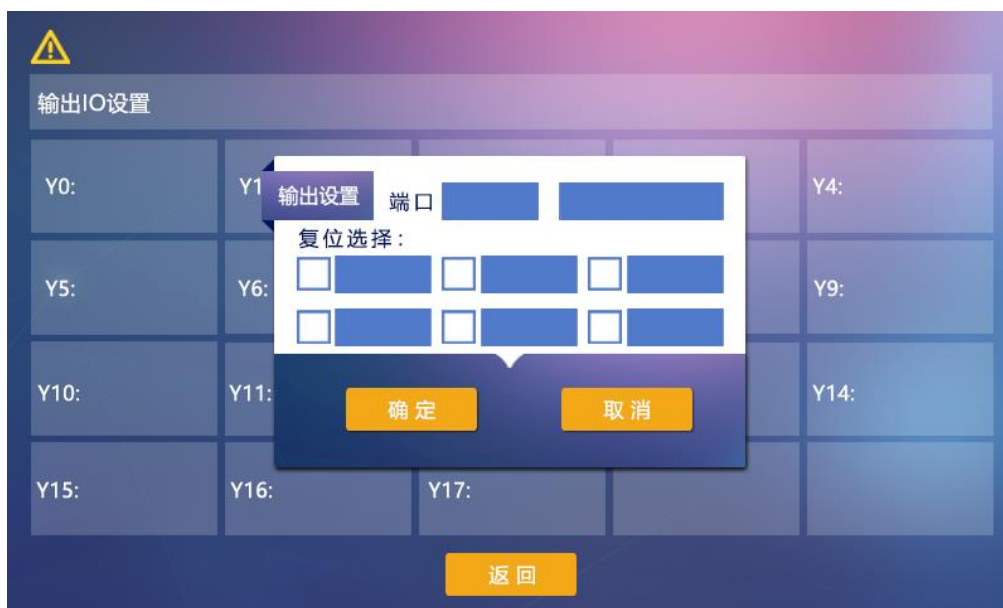 输出IO设置
Y0:
Y1
Y4:
输出设置
端口
复位选择:
Y5:
Y6:
Y9:
Y10:
Y11:
Y14:
确定
取消
Y15:
Y16:
Y17:
返回